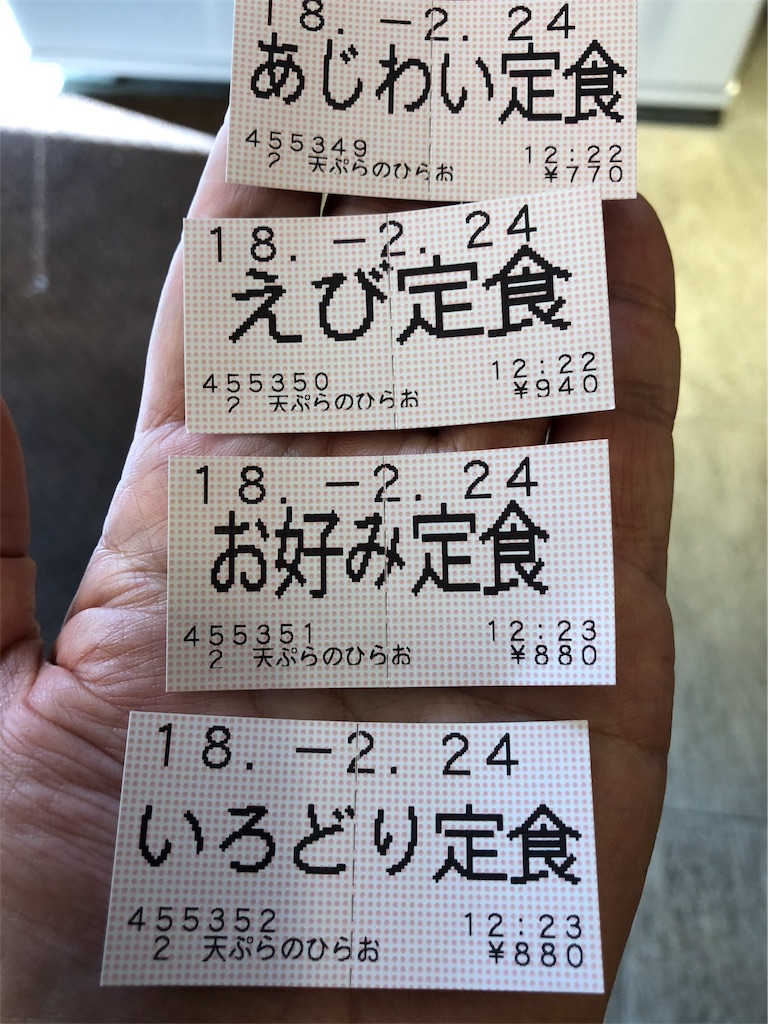 18.-2.24
あじわい定食
455349 12:22
2 天ぷらのひらお ¥770
18.-2.24
えび定食
455350 12:22
2 天ぷらのひらお ¥940
18.-2.24
お好み定食
455351 12:23
2 天ぷらのひらお ¥880
18.-2.24
いろどり定食
455352 12:23
2 天ぷらのひらお ¥880